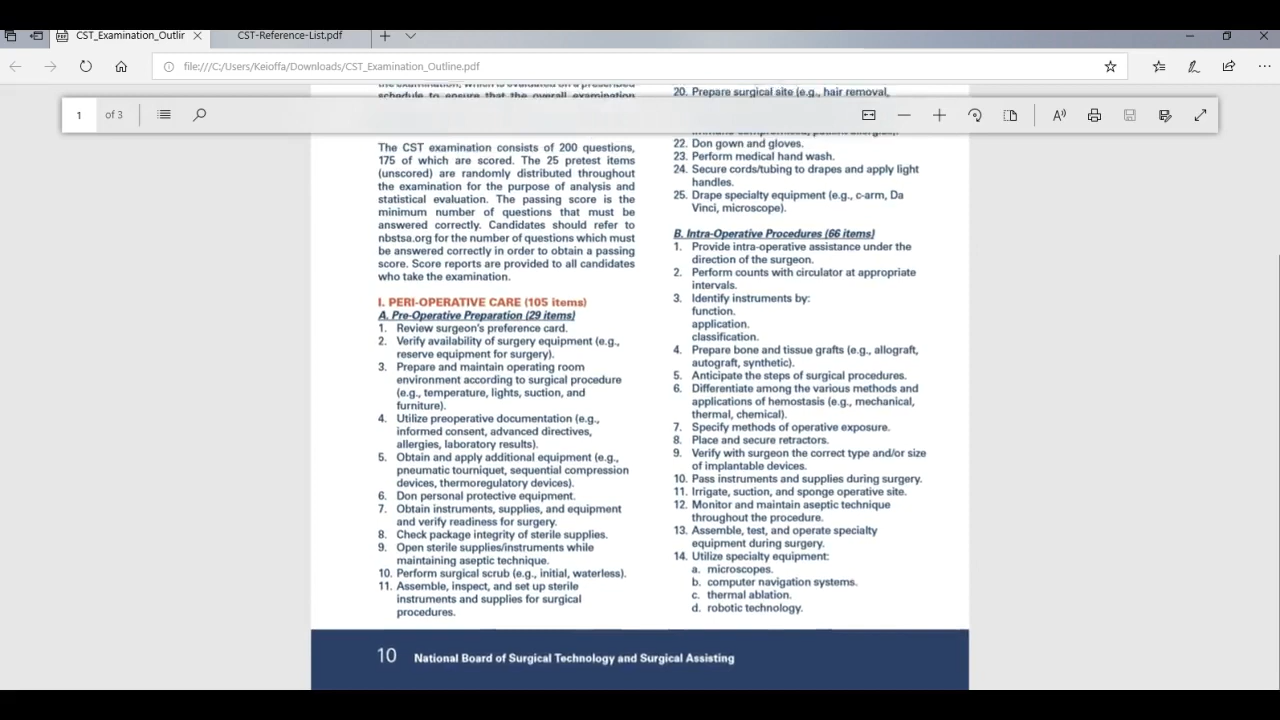 CST_Examination_Outlir
CST-Reference-List.pdf
file:///C:/Users/Keioffa/Downloads/CST_Examination_Outline.pdf
1 of 3
schedule to ensure that the overall examination
The CST examination consists of 200 questions,
175 of which are scored. The 25 pretest items
(unscored) are randomly distributed throughout
the examination for the purpose of analysis and
statistical evaluation. The passing score is the
minimum number of questions that must be
answered correctly. Candidates should refer to
nbstsa.org for the number of questions which must
be answered correctly in order to obtain a passing
score. Score reports are provided to all candidates
who take the examination.
I. PERI-OPERATIVE CARE (105 items)
A. Pre-Operative Preparation (29 items)
1. Review surgeon's preference card.
2. Verify availability of surgery equipment (e.g.,
reserve equipment for surgery).
3. Prepare and maintain operating room
environment according to surgical procedure
(e.g., temperature, lights, suction, and
furniture).
4. Utilize preoperative documentation (e.g.,
informed consent, advanced directives,
allergies, laboratory results).
5. Obtain and apply additional equipment (e.g.,
pneumatic tourniquet, sequential compression
devices, thermoregulatory devices).
6. Don personal protective equipment.
7. Obtain instruments, supplies, and equipment
and verify readiness for surgery.
8. Check package integrity of sterile supplies.
9. Open sterile supplies/instruments while
maintaining aseptic technique.
10. Perform surgical scrub (e.g., initial, waterless).
11. Assemble, inspect, and set up sterile
instruments and supplies for surgical
procedures.
20. Prepare surgical site (e.g., hair removal,
22. Don gown and gloves.
23. Perform medical hand wash.
24. Secure cords/tubing to drapes and apply light
handles.
25. Drape specialty equipment (e.g., c-arm, Da
Vinci, microscope).
B. Intra-Operative Procedures (66 items)
1. Provide intra-operative assistance under the
direction of the surgeon.
2. Perform counts with circulator at appropriate
intervals.
3. Identify instruments by:
function.
application.
classification.
4. Prepare bone and tissue grafts (e.g., allograft,
autograft, synthetic).
5. Anticipate the steps of surgical procedures.
6. Differentiate among the various methods and
applications of hemostasis (e.g., mechanical,
thermal, chemical).
7. Specify methods of operative exposure.
8. Place and secure retractors.
9. Verify with surgeon the correct type and/or size
of implantable devices.
10. Pass instruments and supplies during surgery.
11. Irrigate, suction, and sponge operative site.
12. Monitor and maintain aseptic technique
throughout the procedure.
13. Assemble, test, and operate specialty
equipment during surgery.
14. Utilize specialty equipment:
a. microscopes.
b. computer navigation systems.
c. thermal ablation.
d. robotic technology.
10 National Board of Surgical Technology and Surgical Assisting